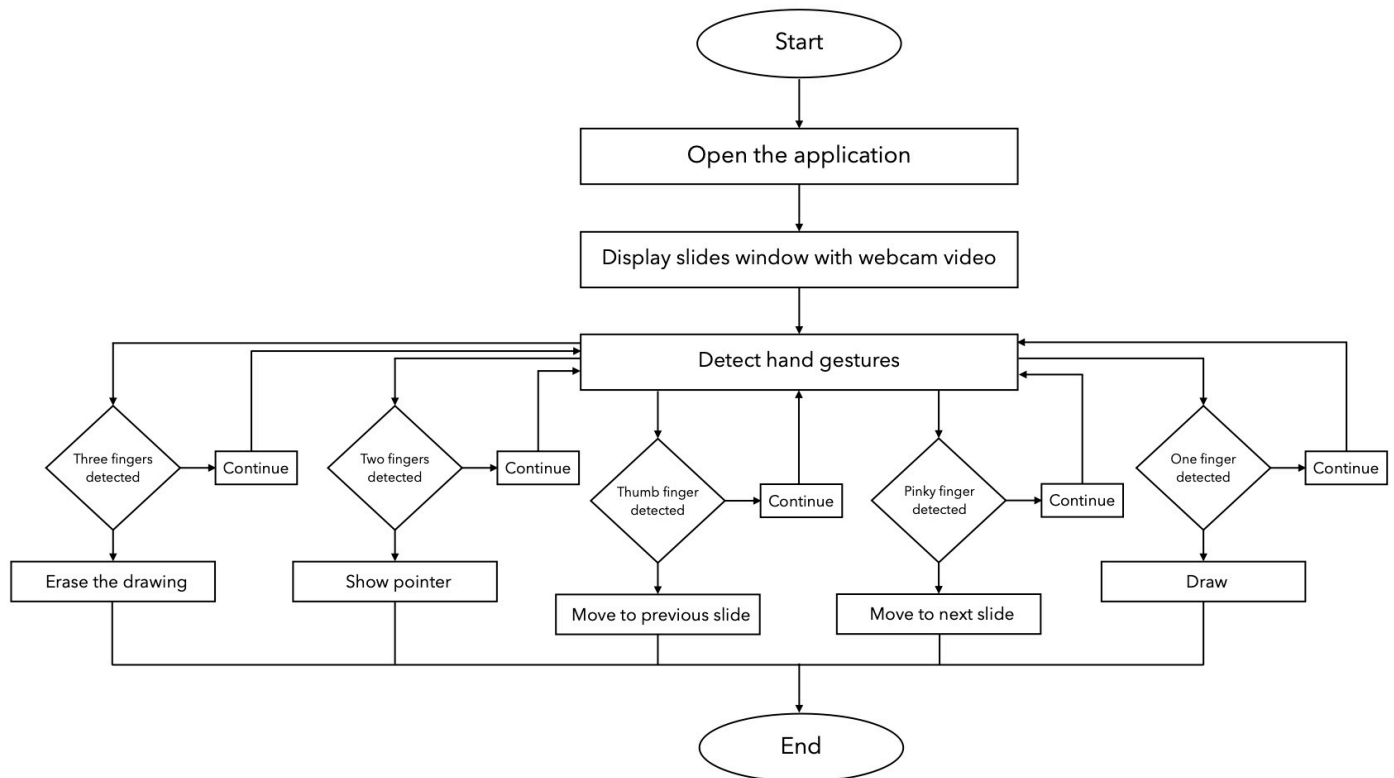 Start
Open the application
Display slides window with webcam video
Detect hand gestures
Three fingers
detected
Continue
Two fingers
detected
Continue
Thumb finger
detected
Continue
Pinky finger
detected
Continue
One finger
detected
Continue
Erase the drawing
Show pointer
Move to previous slide
Move to next slide
Draw
End